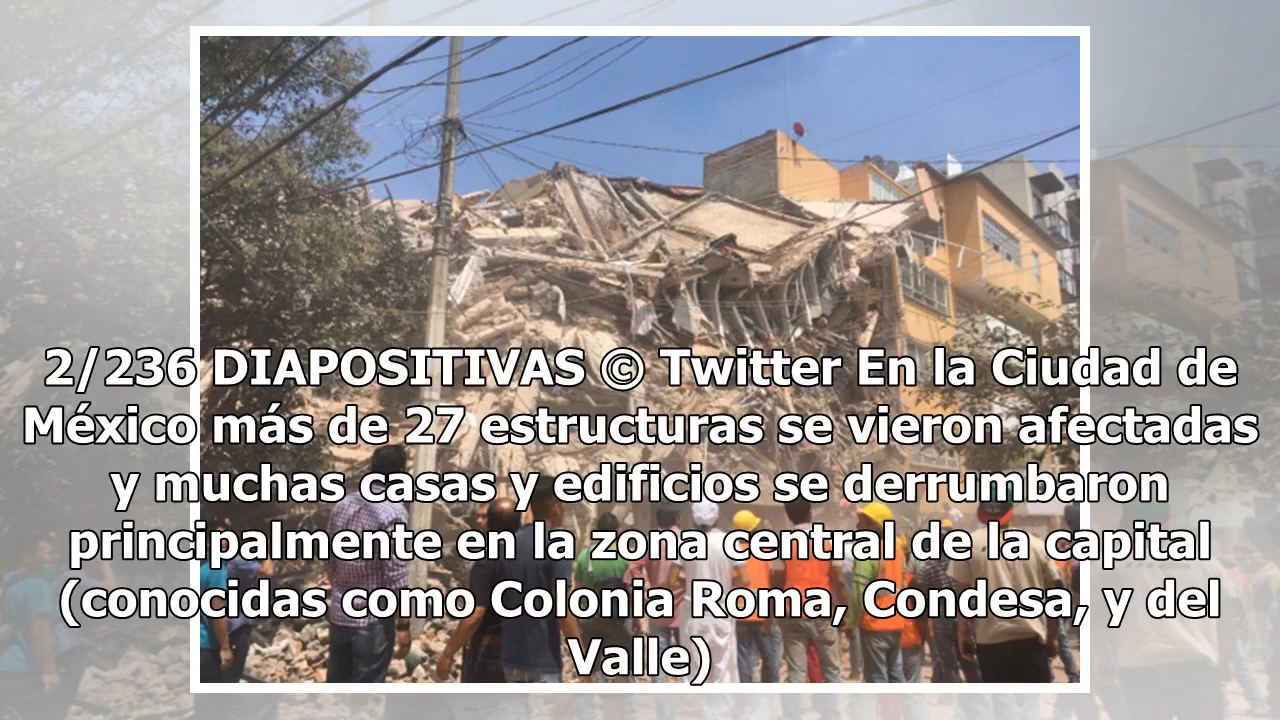 2/236 DIAPOSITIVAS © Twitter En la Ciudad de
México más de 27 estructuras se vieron afectadas
y muchas casas y edificios se derrumbaron
principalmente en la zona central de la capital
(conocidas como Colonia Roma, Condesa, y del
Valle)